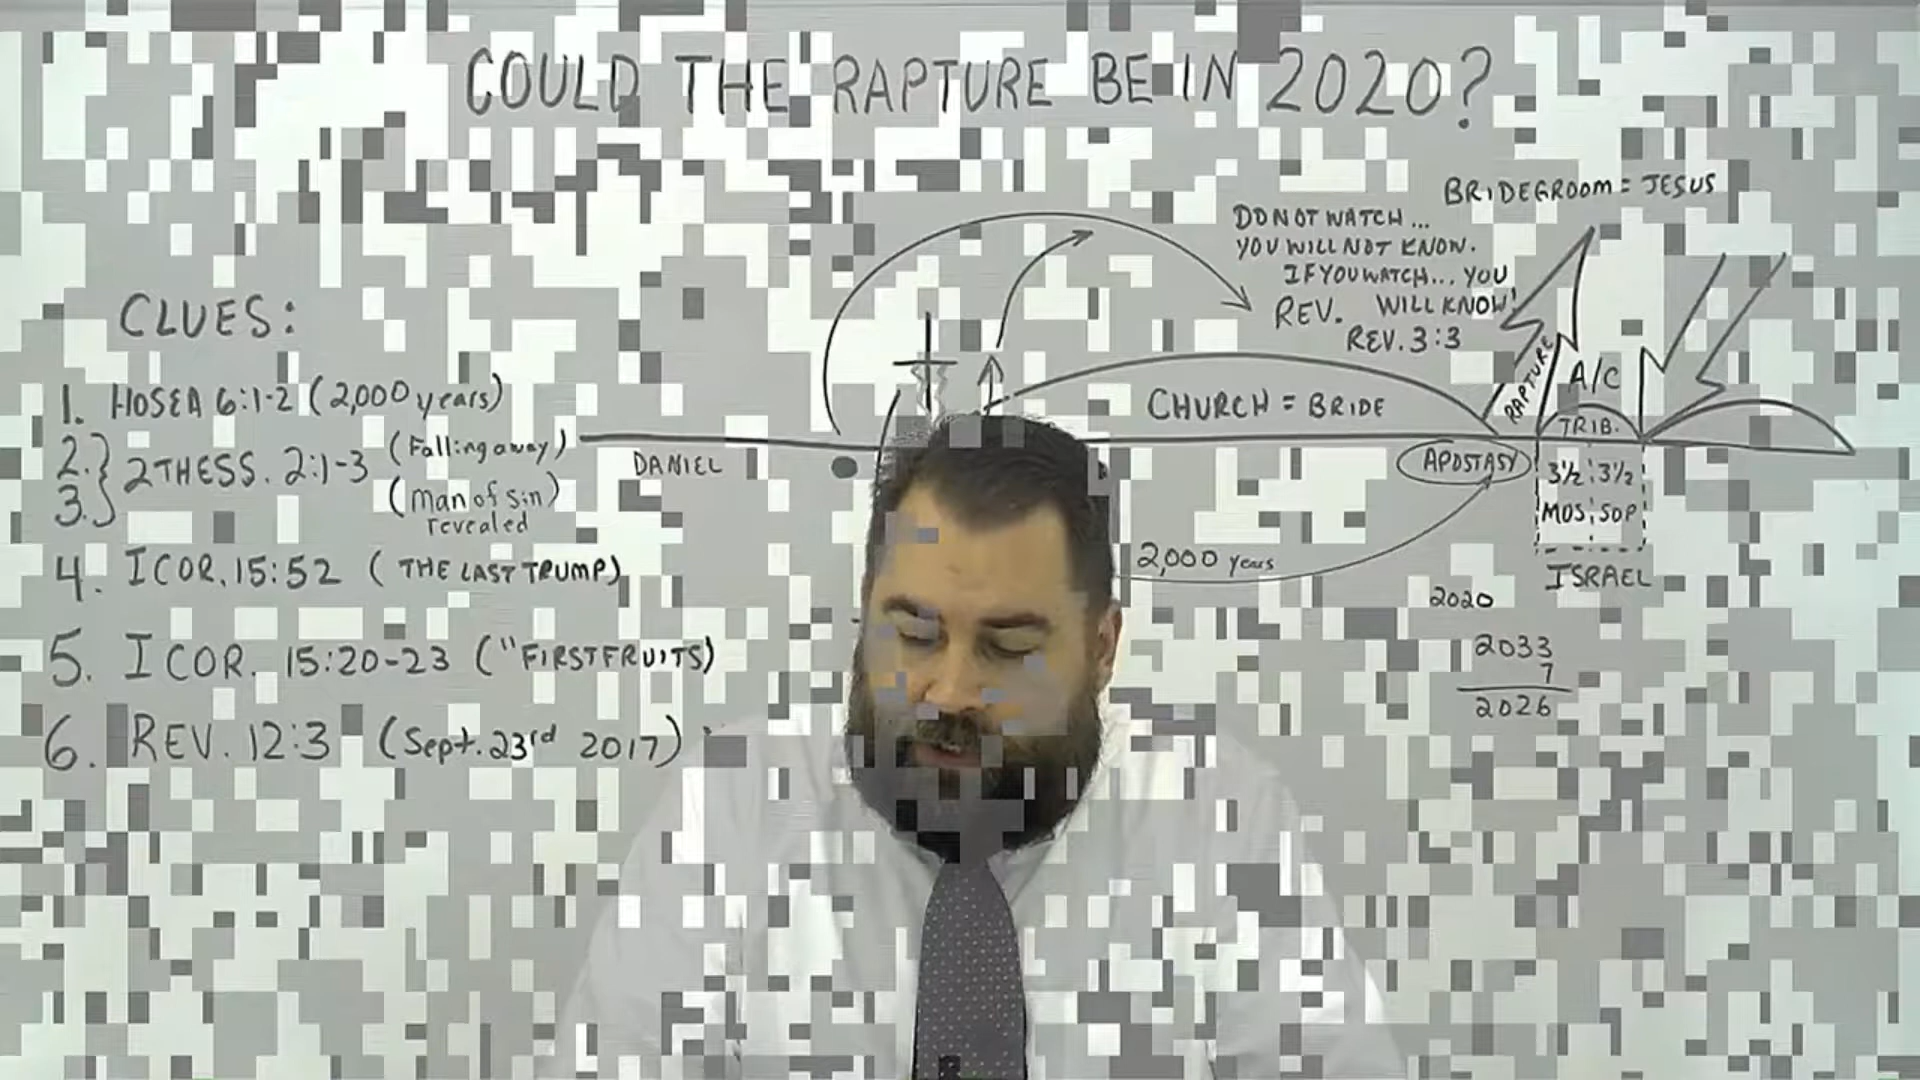 COULD THE RAPTURE BE IN 2020?
BRIDEGROOM = JESUS
DO NOT WATCH...
YOU WILL NOT KNOW.
IF YOU WATCH... YOU
REV. WILL KNOW!
REV. 3:3
CLUES:
1. HOSEA 6:1-2 (2,000 years)
2. } 2 THESS. 2:1-3 (Falling away)
3. (Man of sin)
revealed
4. I COR. 15:52 (THE LAST TRUMP)
5. I COR. 15:20-23 ("FIRSTFRUITS)
6. REV. 12:3 (Sept. 23rd 2017)
DANIEL
CHURCH = BRIDE
RAPTURE
A/C
TRIB.
APOSTASY
3½ 3½
MOS. SOP
ISRAEL
2,000 years
2020
2033
7
2026